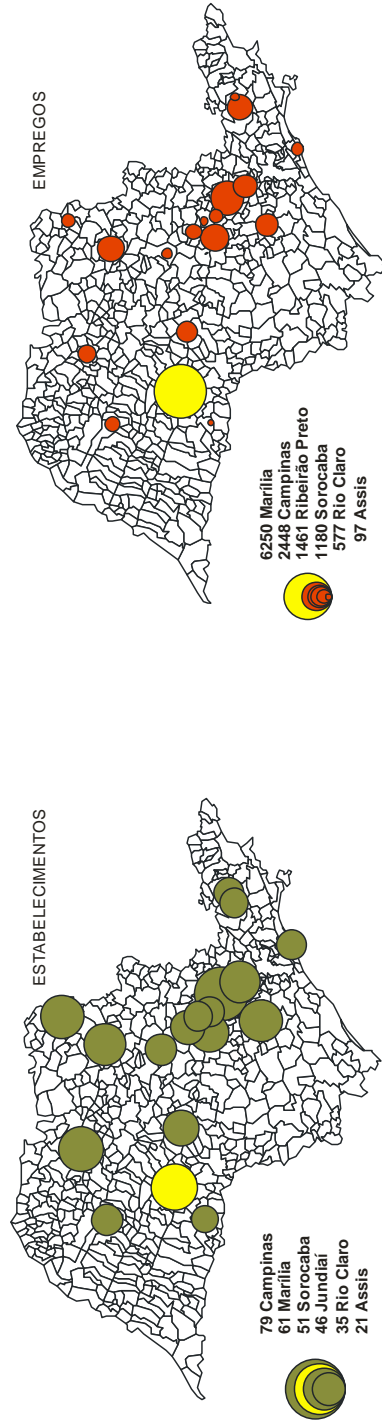 ESTABELECIMENTOS
79 Campinas
61 Marília
51 Sorocaba
46 Jundiaí
35 Rio Claro
21 Assis
EMPREGOS
6250 Marília
2448 Campinas
1461 Ribeirão Preto
1180 Sorocaba
577 Rio Claro
97 Assis